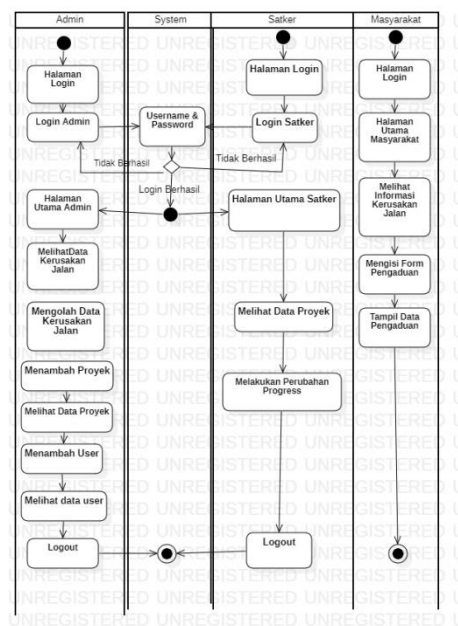 Admin
System
Satker
Masyarakat
Halaman
Login
Halaman Login
Halaman
Login
Login Admin
Username &
Password
Login Satker
Halaman
Utama
Masyarakat
Tidak Berhasil
Tidak Berhasil
Login Berhasil
Melihat
Informasi
Kerusakan
Jalan
Halaman
Utama Admin
Halaman Utama Satker
MelihatData
Kerusakan
Jalan
Mengisi Form
Pengaduan
Mengolah Data
Kerusakan
Jalan
Melihat Data Proyek
Tampil Data
Pengaduan
Menambah Proyek
Melakukan Perubahan
Progress
Melihat Data Proyek
Menambah User
Melihat data user
Logout
Logout
UNREGISTERED UNREGISTERED UNREGISTERED